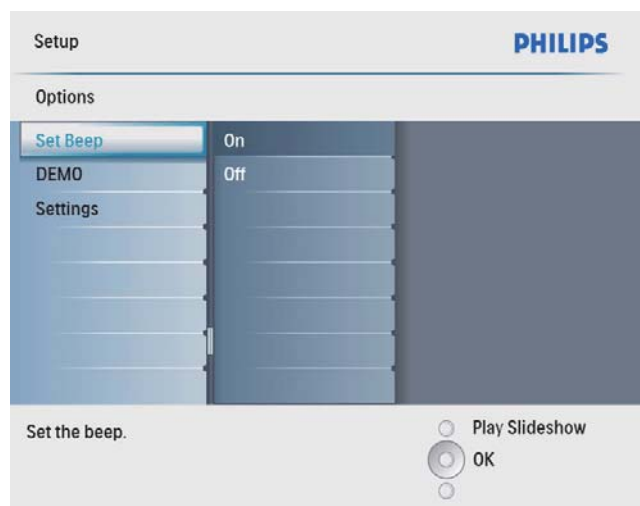 Setup
PHILIPS
Options
Set Beep
On
DEMO
Off
Settings
Set the beep.
Play Slideshow
OK